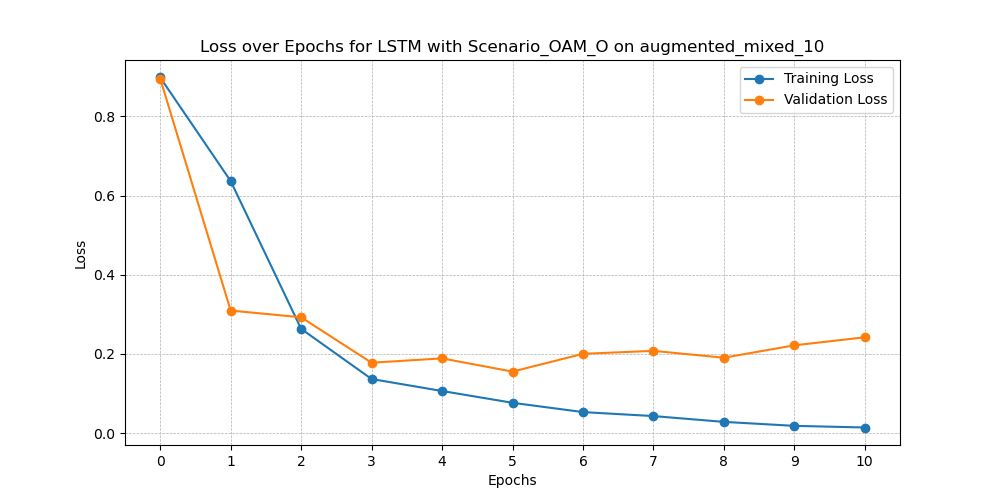 Loss over Epochs for LSTM with Scenario_OAM_O on augmented_mixed_10
Training Loss
Validation Loss
Loss
0.8
0.6
0.4
0.2
0.0
0 1 2 3 4 5 6 7 8 9 10
Epochs